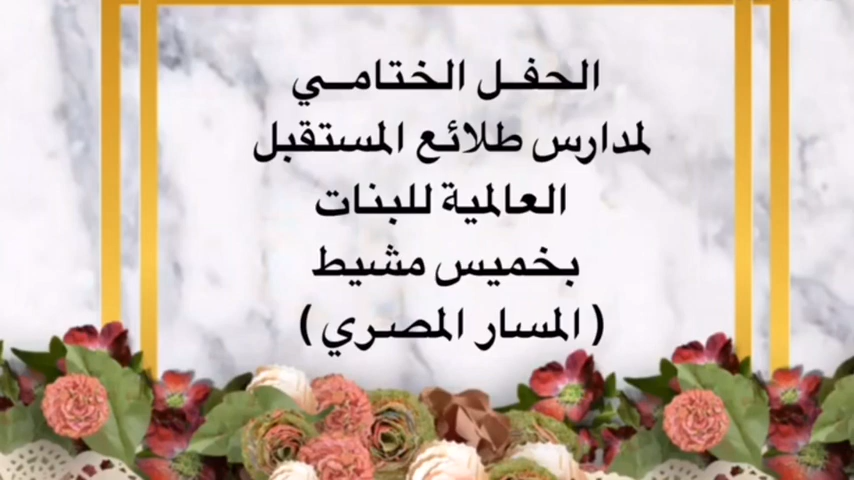 الحفل الختامي
لمدارس طلائع المستقبل
العالمية للبنات
بخميس مشيط
( المسار المصري )